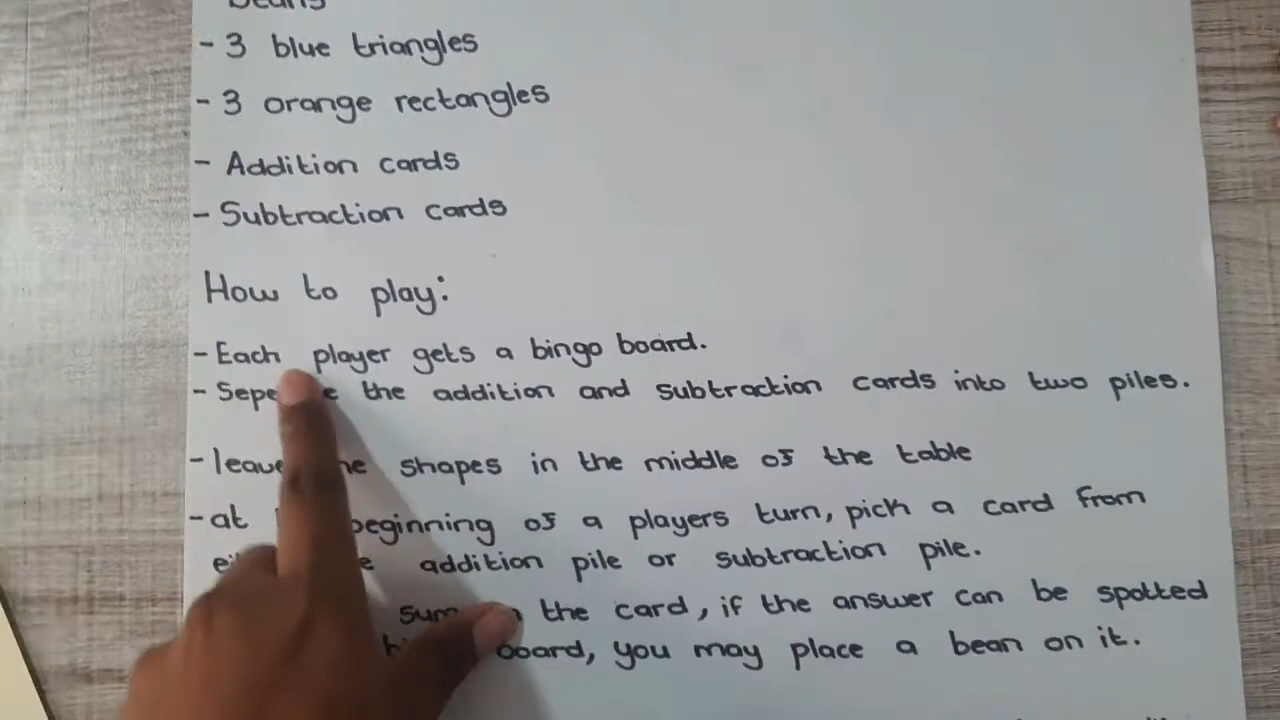 - 3 blue triangles
- 3 orange rectangles
- Addition cards
- Subtraction cards
How to play:
- Each player gets a bingo board.
- the addition and subtraction cards into two piles.
- shapes in the middle of the table
- at beginning of a players turn, pick a card from
addition pile or subtraction pile.
the card, if the answer can be spotted
board, you may place a bean on it.